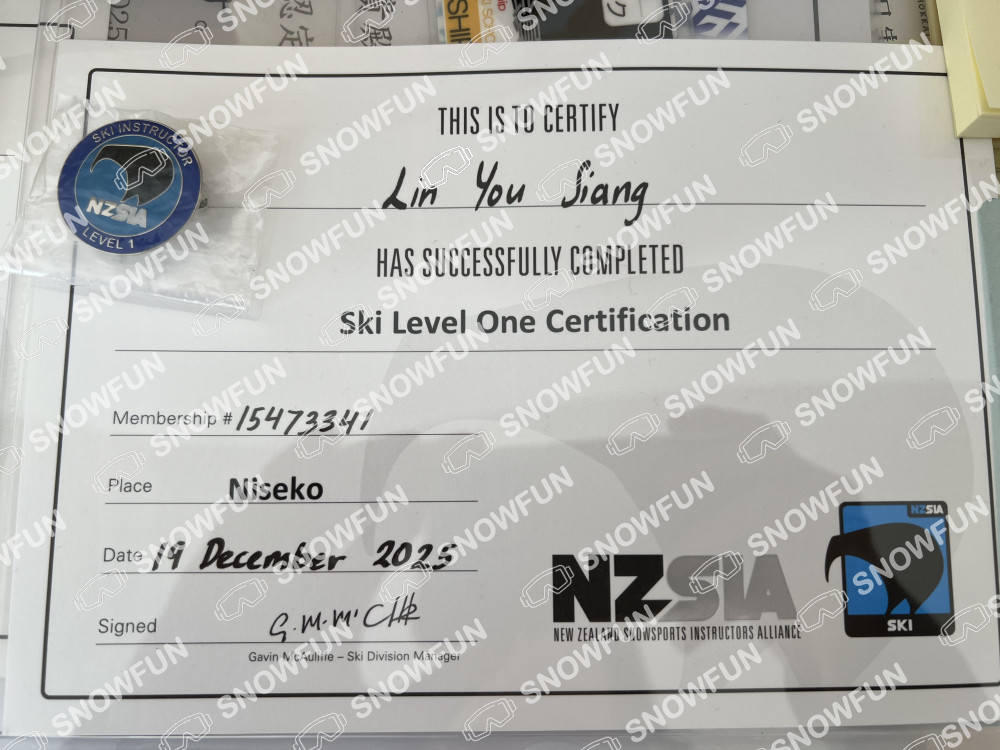 THIS IS TO CERTIFY
Lin You Siang
HAS SUCCESSFULLY COMPLETED
Ski Level One Certification
Membership # 15473341
Place Niseko
Date 19 December 2025
Signed
Gavin McAuliffe – Ski Division Manager
NZSIA
NEW ZEALAND SNOWSPORTS INSTRUCTORS ALLIANCE
NZSIA
SKI
SKI INSTRUCTOR
NZSIA
LEVEL 1
SNOWFUN